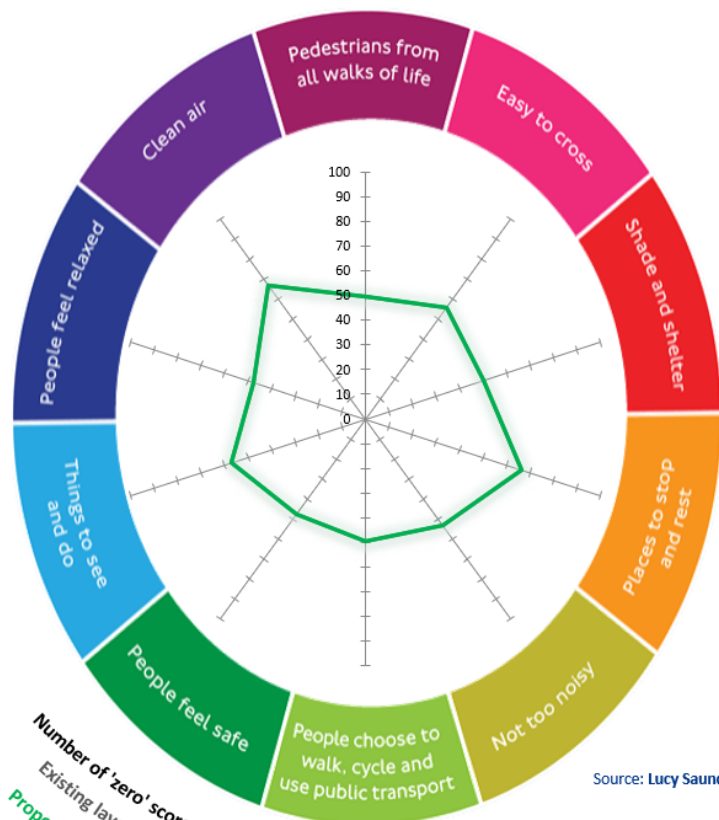 Pedestrians from
all walks of life
Easy to cross
Shade and shelter
Places to stop
and rest
Not too noisy
People choose to
walk, cycle and
use public transport
People feel safe
Things to see
and do
People feel relaxed
Clean air
100
90
80
70
60
50
40
30
20
10
0
Number of 'zero' scor
Existing lay
Source: Lucy Saun